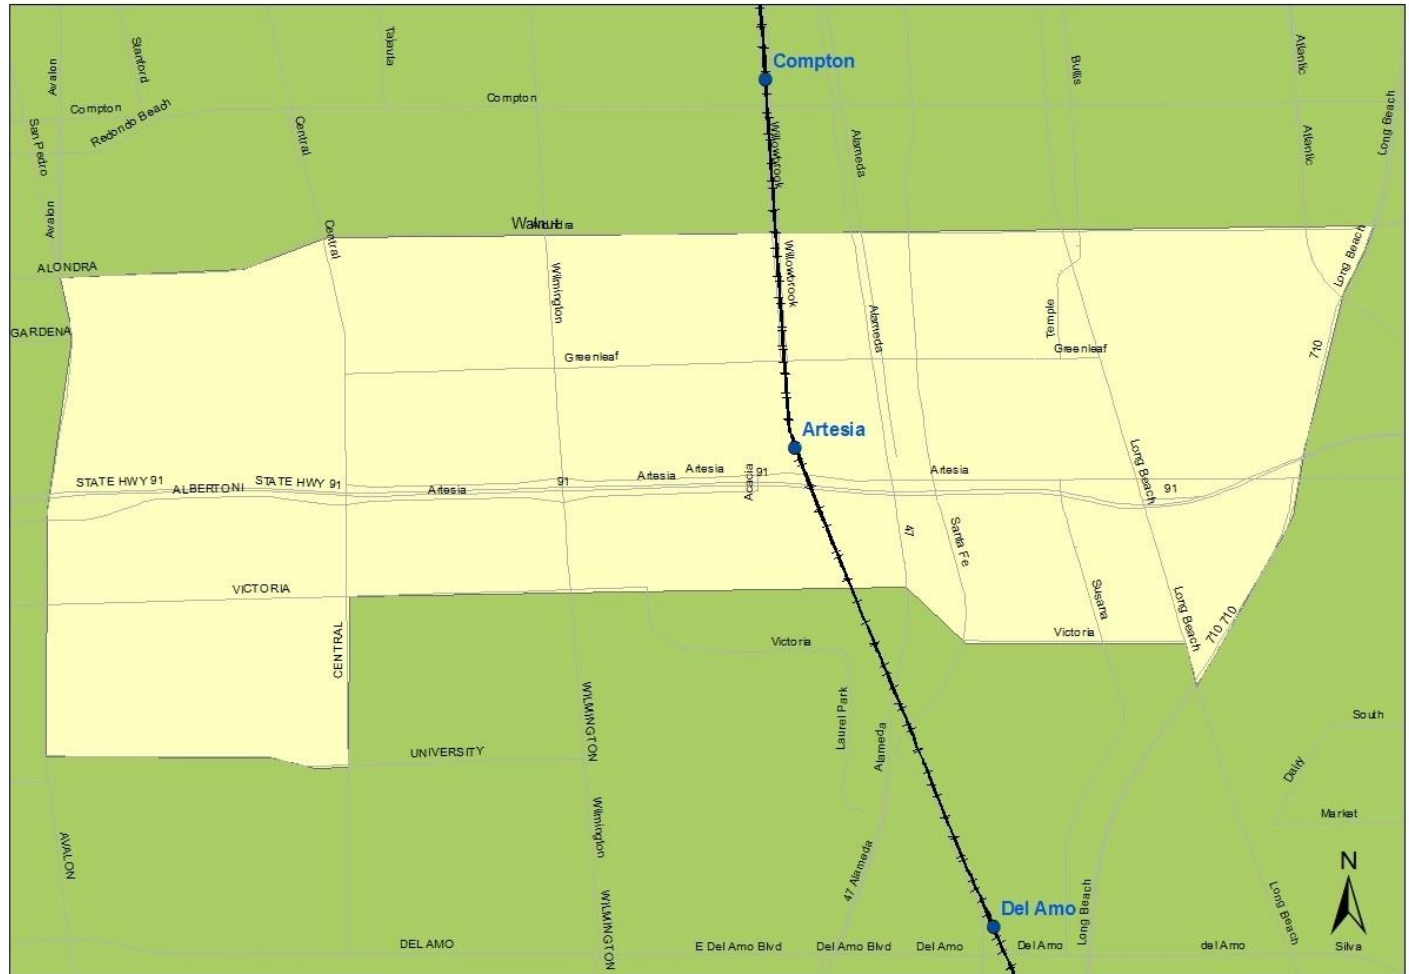 Avalon
Stanford
Tajauta
Compton
Bullis
Atlantic
Compton
Redondo Beach
Compton
Long Beach
San Pedro
Central
Willowbrook
Alameda
Atlantic
Avalon
Walnut
Central
ALONDRA
Willowbrook
Long Beach
Wilmington
GARDENA
Alameda
Temple
Greenleaf
Greenleaf
710
Artesia
STATE HWY 91
ALBERTONI
STATE HWY 91
Artesia
91
Artesia
Artesia
Acacia
91
Artesia
Long Beach
91
47
Santa Fe
VICTORIA
Susana
Long Beach
710 710
CENTRAL
Victoria
Victoria
WILMINGTON
Laurel Park
Alameda
UNIVERSITY
South
Dairy
Market
AVALON
Wilmington
47 Alameda
N
WILMINGTON
Del Amo
Long Beach
Long Beach
DEL AMO
E Del Amo Blvd
Del Amo Blvd
Del Amo
Del Amo
del Amo
Silva